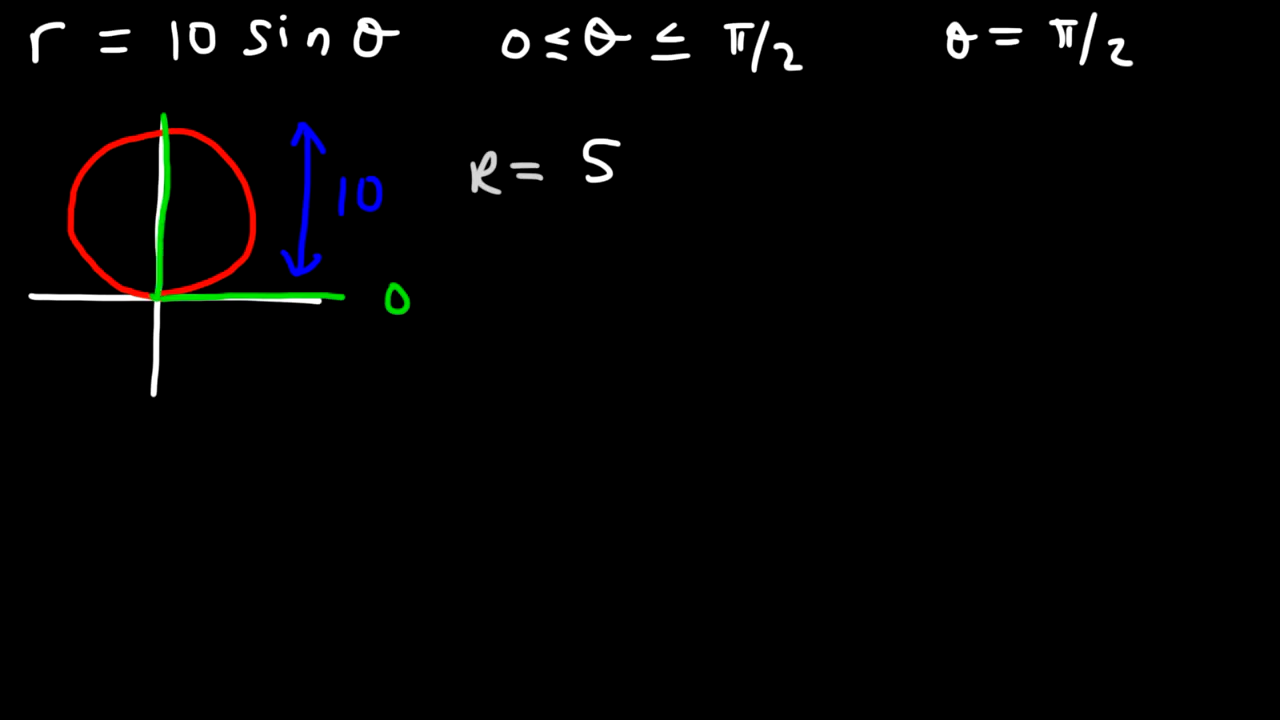 r = 10 sin θ 0 ≤ θ ≤ π/2 θ = π/2
10 R = 5
0